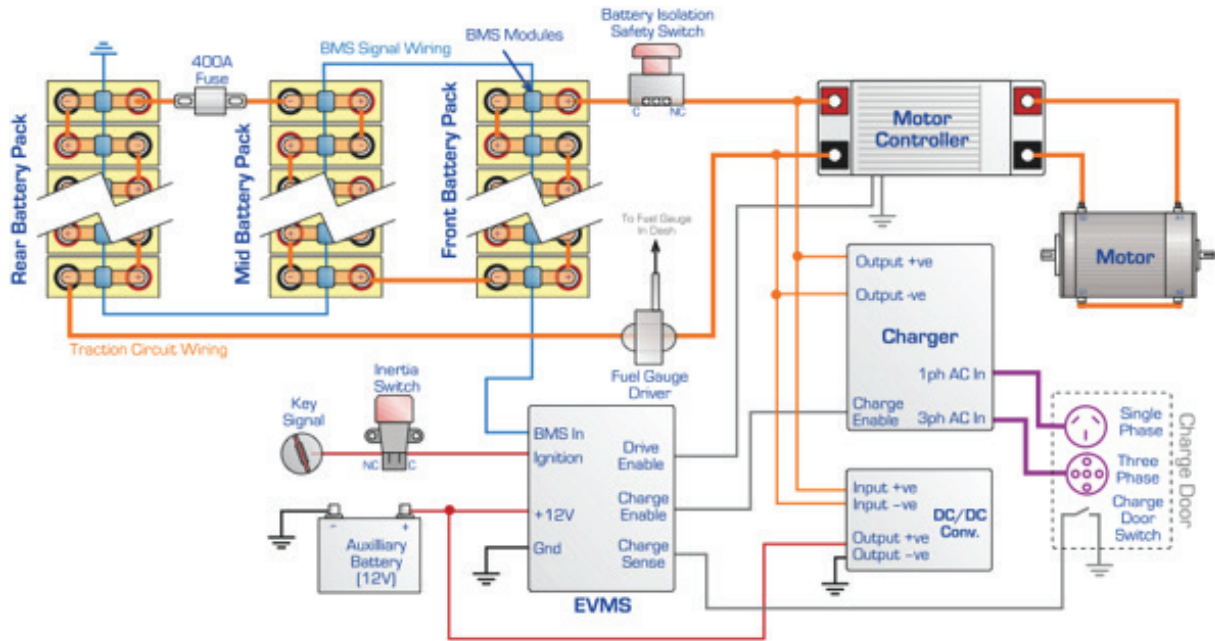 Battery Isolation
Safety Switch
BMS Modules
BMS Signal Wiring
400A
Fuse
C
NC
Rear Battery Pack
Mid Battery Pack
Front Battery Pack
Motor
Controller
To Fuel Gauge
In Dash
Motor
Traction Circuit Wiring
Fuel Gauge
Driver
Output +ve
Output -ve
Charger
1ph AC In
3ph AC In
Charge
Enable
Inertia
Switch
Key
Signal
NC
C
BMS In
Ignition
+12V
Gnd
Drive
Enable
Charge
Enable
Charge
Sense
EVMS
-
+
Auxilliary
Battery
(12V)
Input +ve
Input -ve
DC/DC
Conv.
Output +ve
Output -ve
Single
Phase
Three
Phase
Charge
Door
Switch
Charge Door